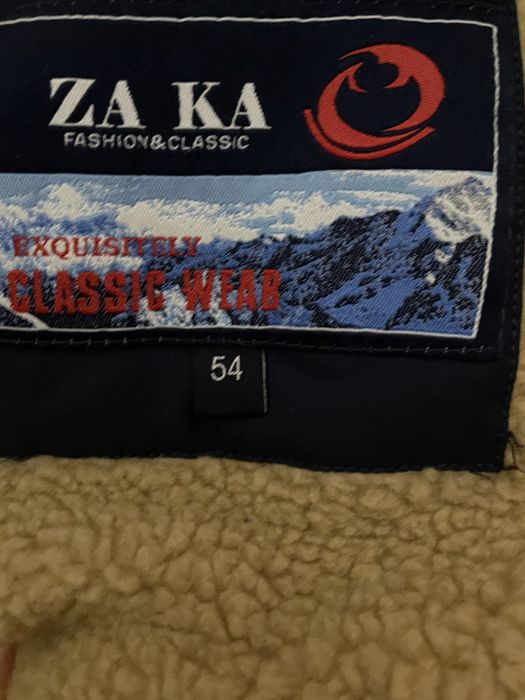 ZA KA
FASHION&CLASSIC
EXQUISITELY
CLASSIC WEAR
54